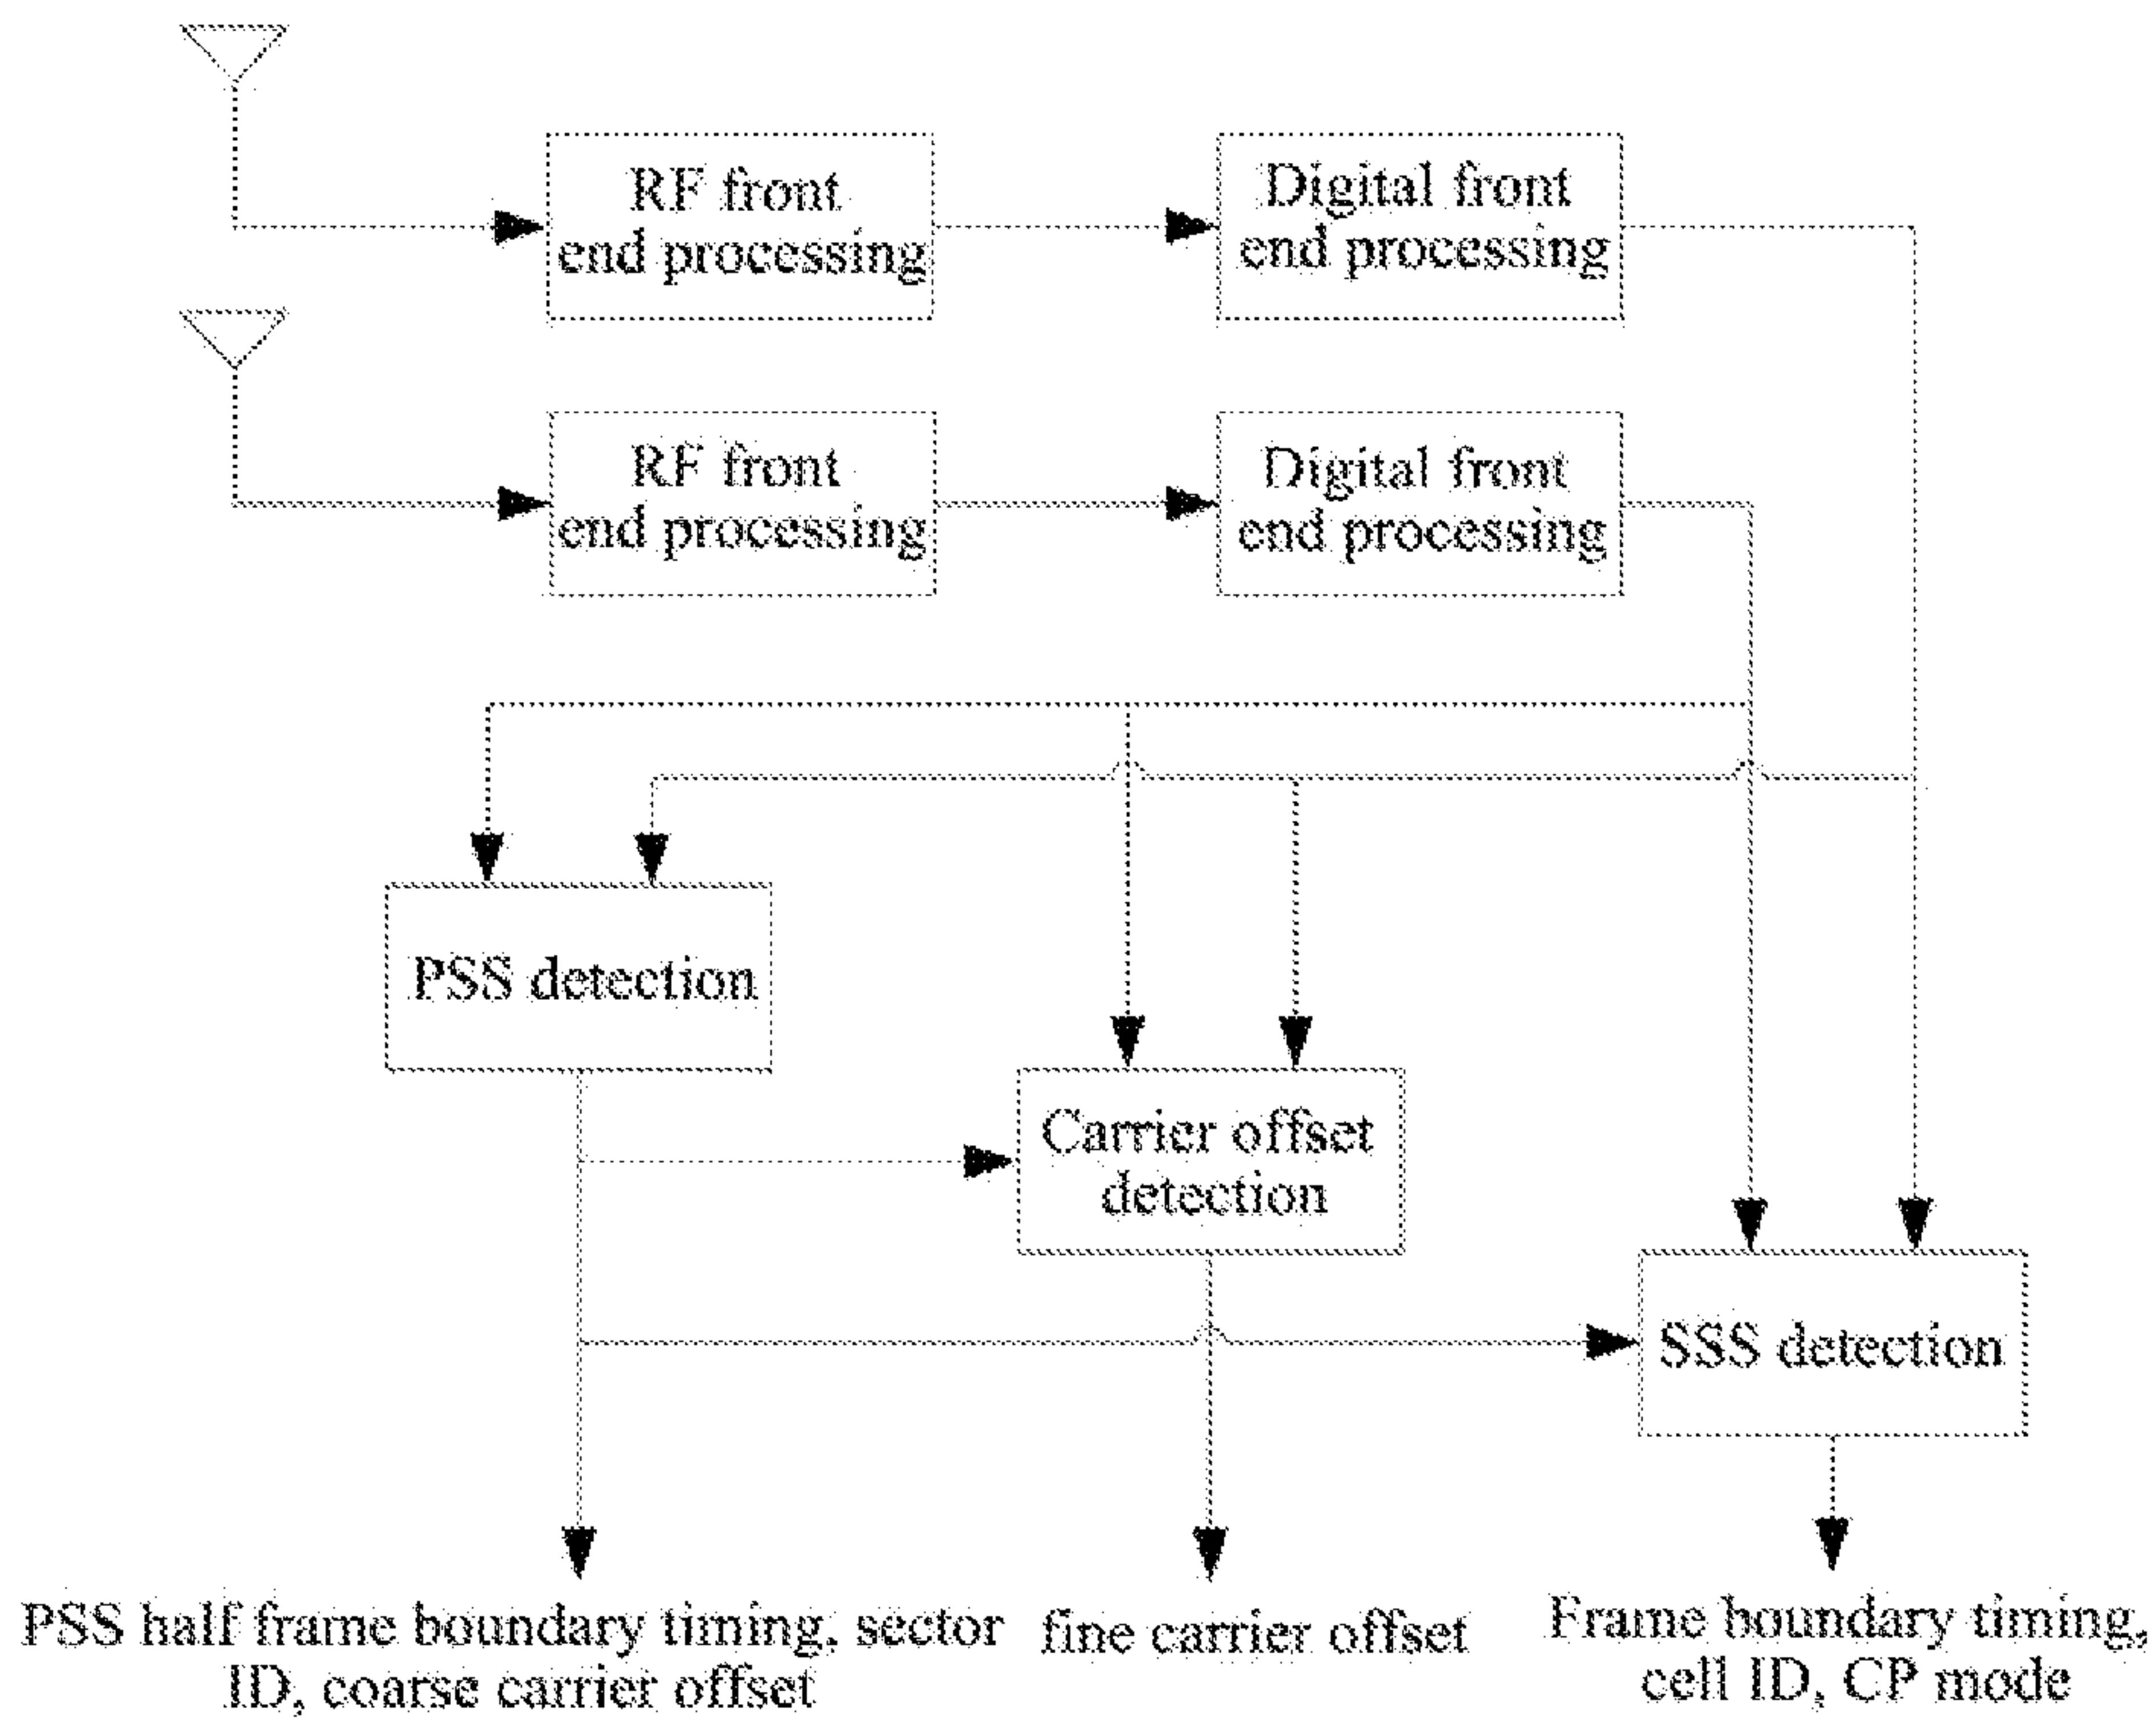 RF front
end processing
Digital front
end processing
RF front
end processing
Digital front
end processing
PSS detection
Carrier offset
detection
SSS detection
PSS half frame boundary timing, sector
ID, coarse carrier offset
fine carrier offset
Frame boundary timing,
cell ID, CP mode